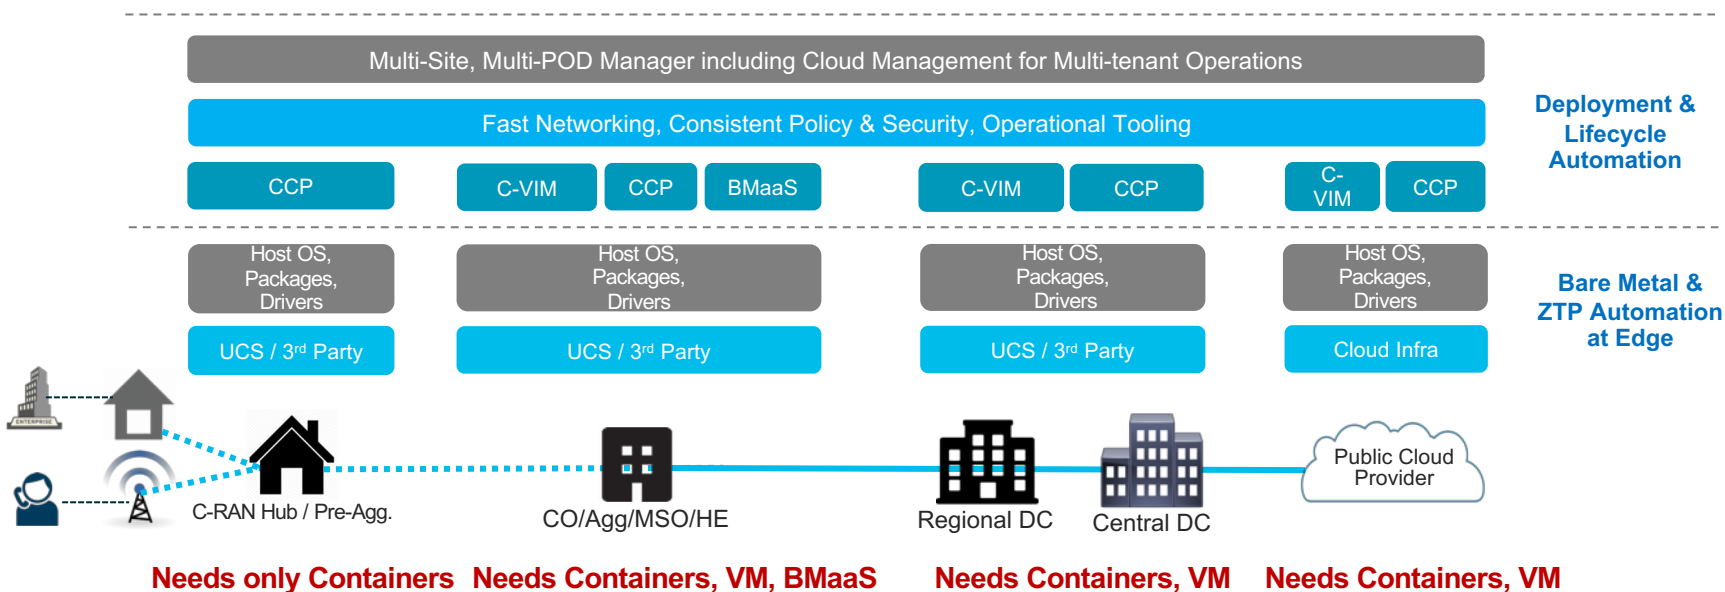 Multi-Site, Multi-POD Manager including Cloud Management for Multi-tenant Operations
Fast Networking, Consistent Policy & Security, Operational Tooling
Deployment &
Lifecycle
Automation
CCP
C-VIM
CCP
BMaaS
C-VIM
CCP
C-
VIM
CCP
Host OS,
Packages,
Drivers
Host OS,
Packages,
Drivers
Host OS,
Packages,
Drivers
Host OS,
Packages,
Drivers
Bare Metal &
ZTP Automation
at Edge
UCS / 3rd Party
UCS / 3rd Party
UCS / 3rd Party
Cloud Infra
ENTERPRISE
Public Cloud
Provider
C-RAN Hub / Pre-Agg.
CO/Agg/MSO/HE
Regional DC
Central DC
Needs only Containers
Needs Containers, VM, BMaaS
Needs Containers, VM
Needs Containers, VM